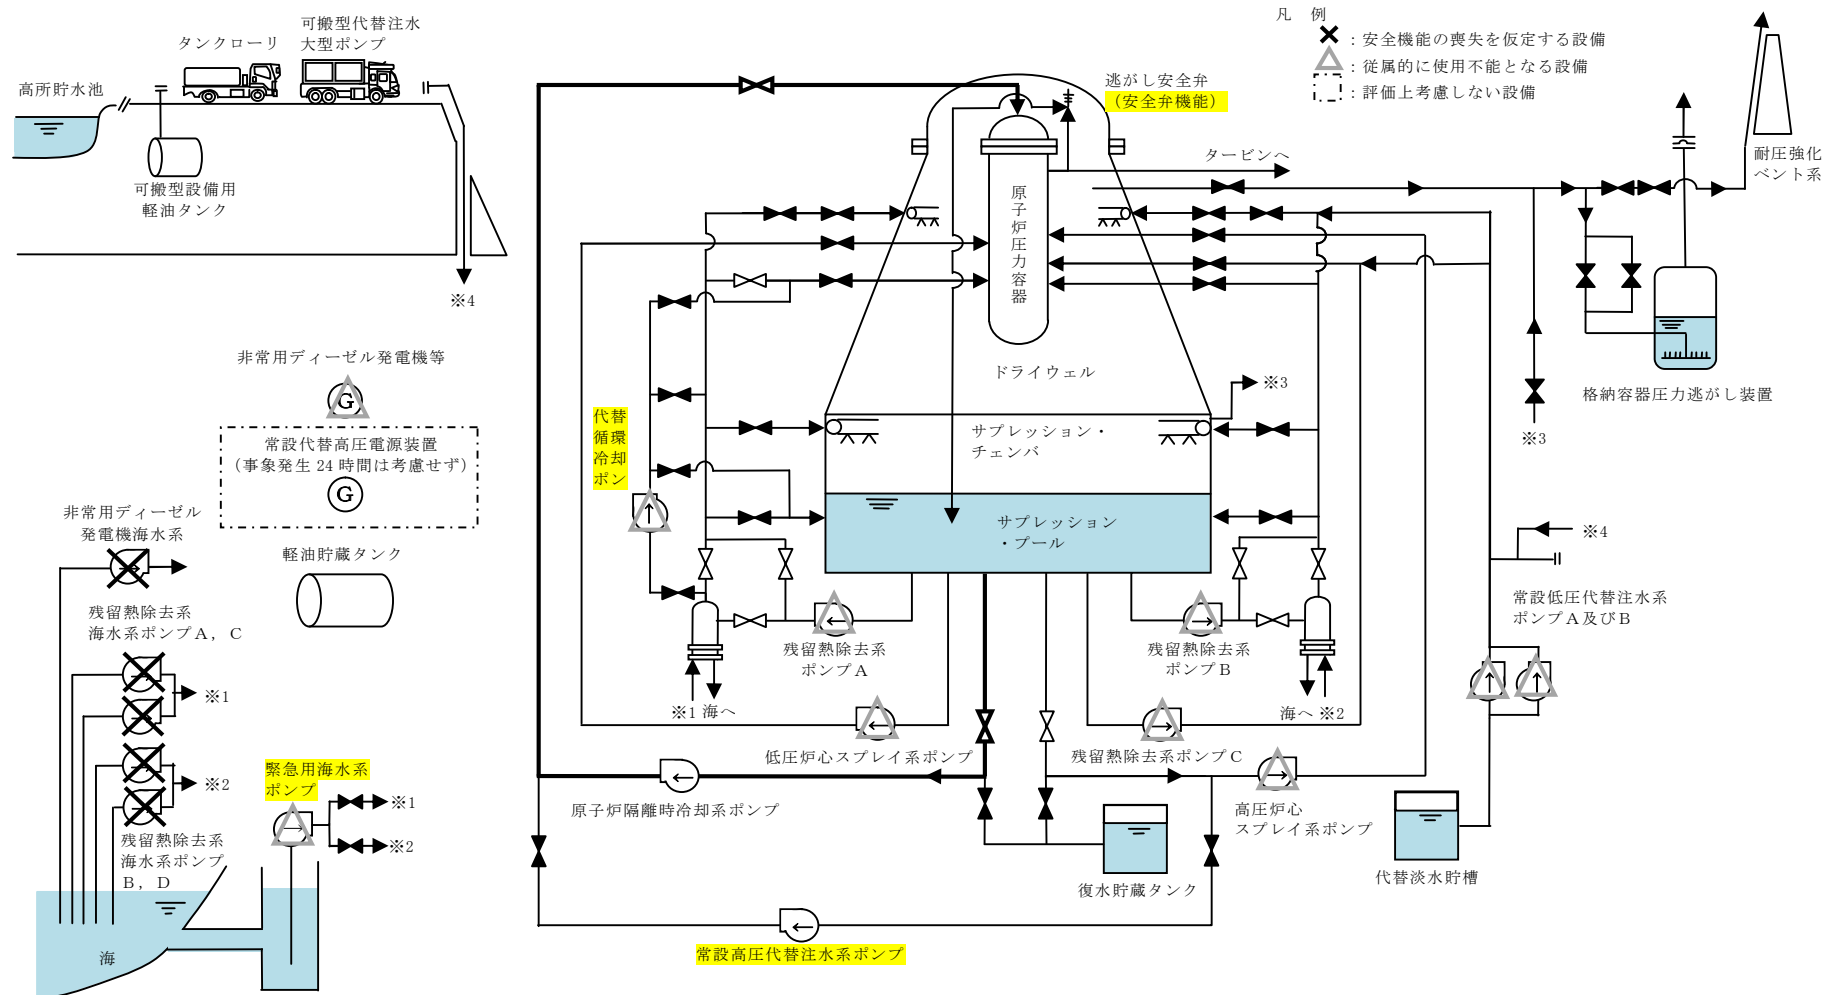 凡 例
：安全機能の喪失を仮定する設備
：従属的に使用不能となる設備
：評価上考慮しない設備
タンクローリ
可搬型代替注水
大型ポンプ
高所貯水池
可搬型設備用
軽油タンク
※4
逃がし安全弁
（安全弁機能）
タービンへ
原子炉圧力容器
耐圧強化
ベント系
格納容器圧力逃がし装置
※3
ドライウェル
※3
サプレッション・
チェンバ
サプレッション
・プール
非常用ディーゼル発電機等
G
常設代替高圧電源装置
（事象発生 24 時間は考慮せず）
G
代替
循環
冷却
ポン
非常用ディーゼル
発電機海水系
軽油貯蔵タンク
残留熱除去系
海水系ポンプＡ，Ｃ
※1
※2
残留熱除去系
海水系ポンプ
Ｂ，Ｄ
緊急用海水系
ポンプ
※1
※2
海
残留熱除去系
ポンプＡ
※1 海へ
残留熱除去系
ポンプＢ
海へ ※2
※4
常設低圧代替注水系
ポンプＡ及びＢ
低圧炉心スプレイ系ポンプ
残留熱除去系ポンプＣ
原子炉隔離時冷却系ポンプ
高圧炉心
スプレイ系ポンプ
復水貯蔵タンク
代替淡水貯槽
常設高圧代替注水系ポンプ